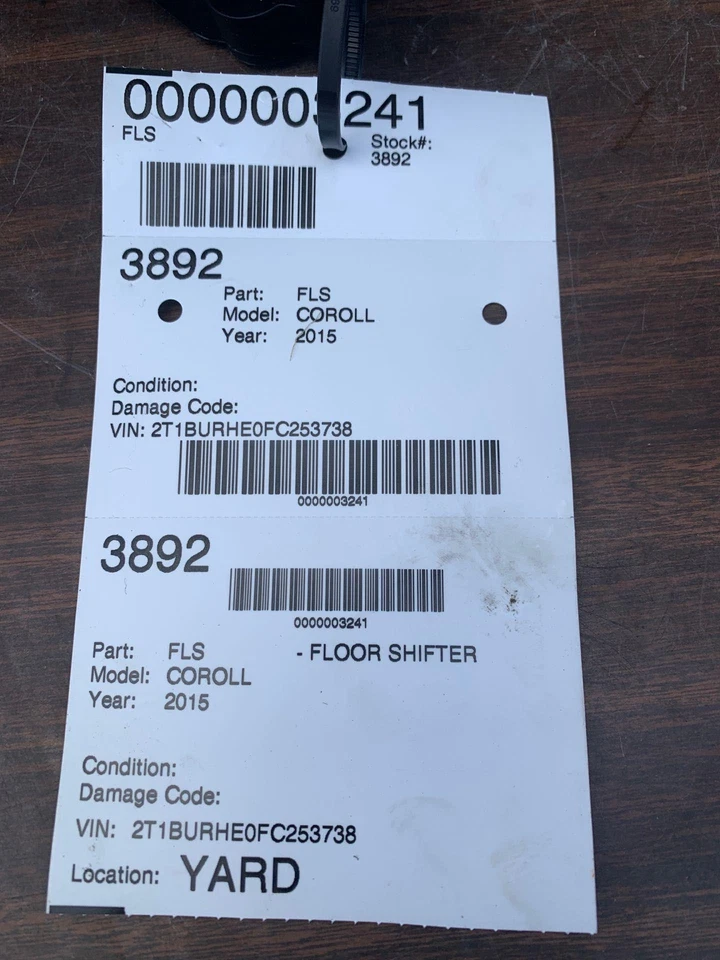 0000003241
FLS
Stock#:
3892
3892
Part: FLS
Model: COROLL
Year: 2015
Condition:
Damage Code:
VIN: 2T1BURHE0FC253738
0000003241
3892
0000003241
Part: FLS - FLOOR SHIFTER
Model: COROLL
Year: 2015
Condition:
Damage Code:
VIN: 2T1BURHE0FC253738
Location: YARD